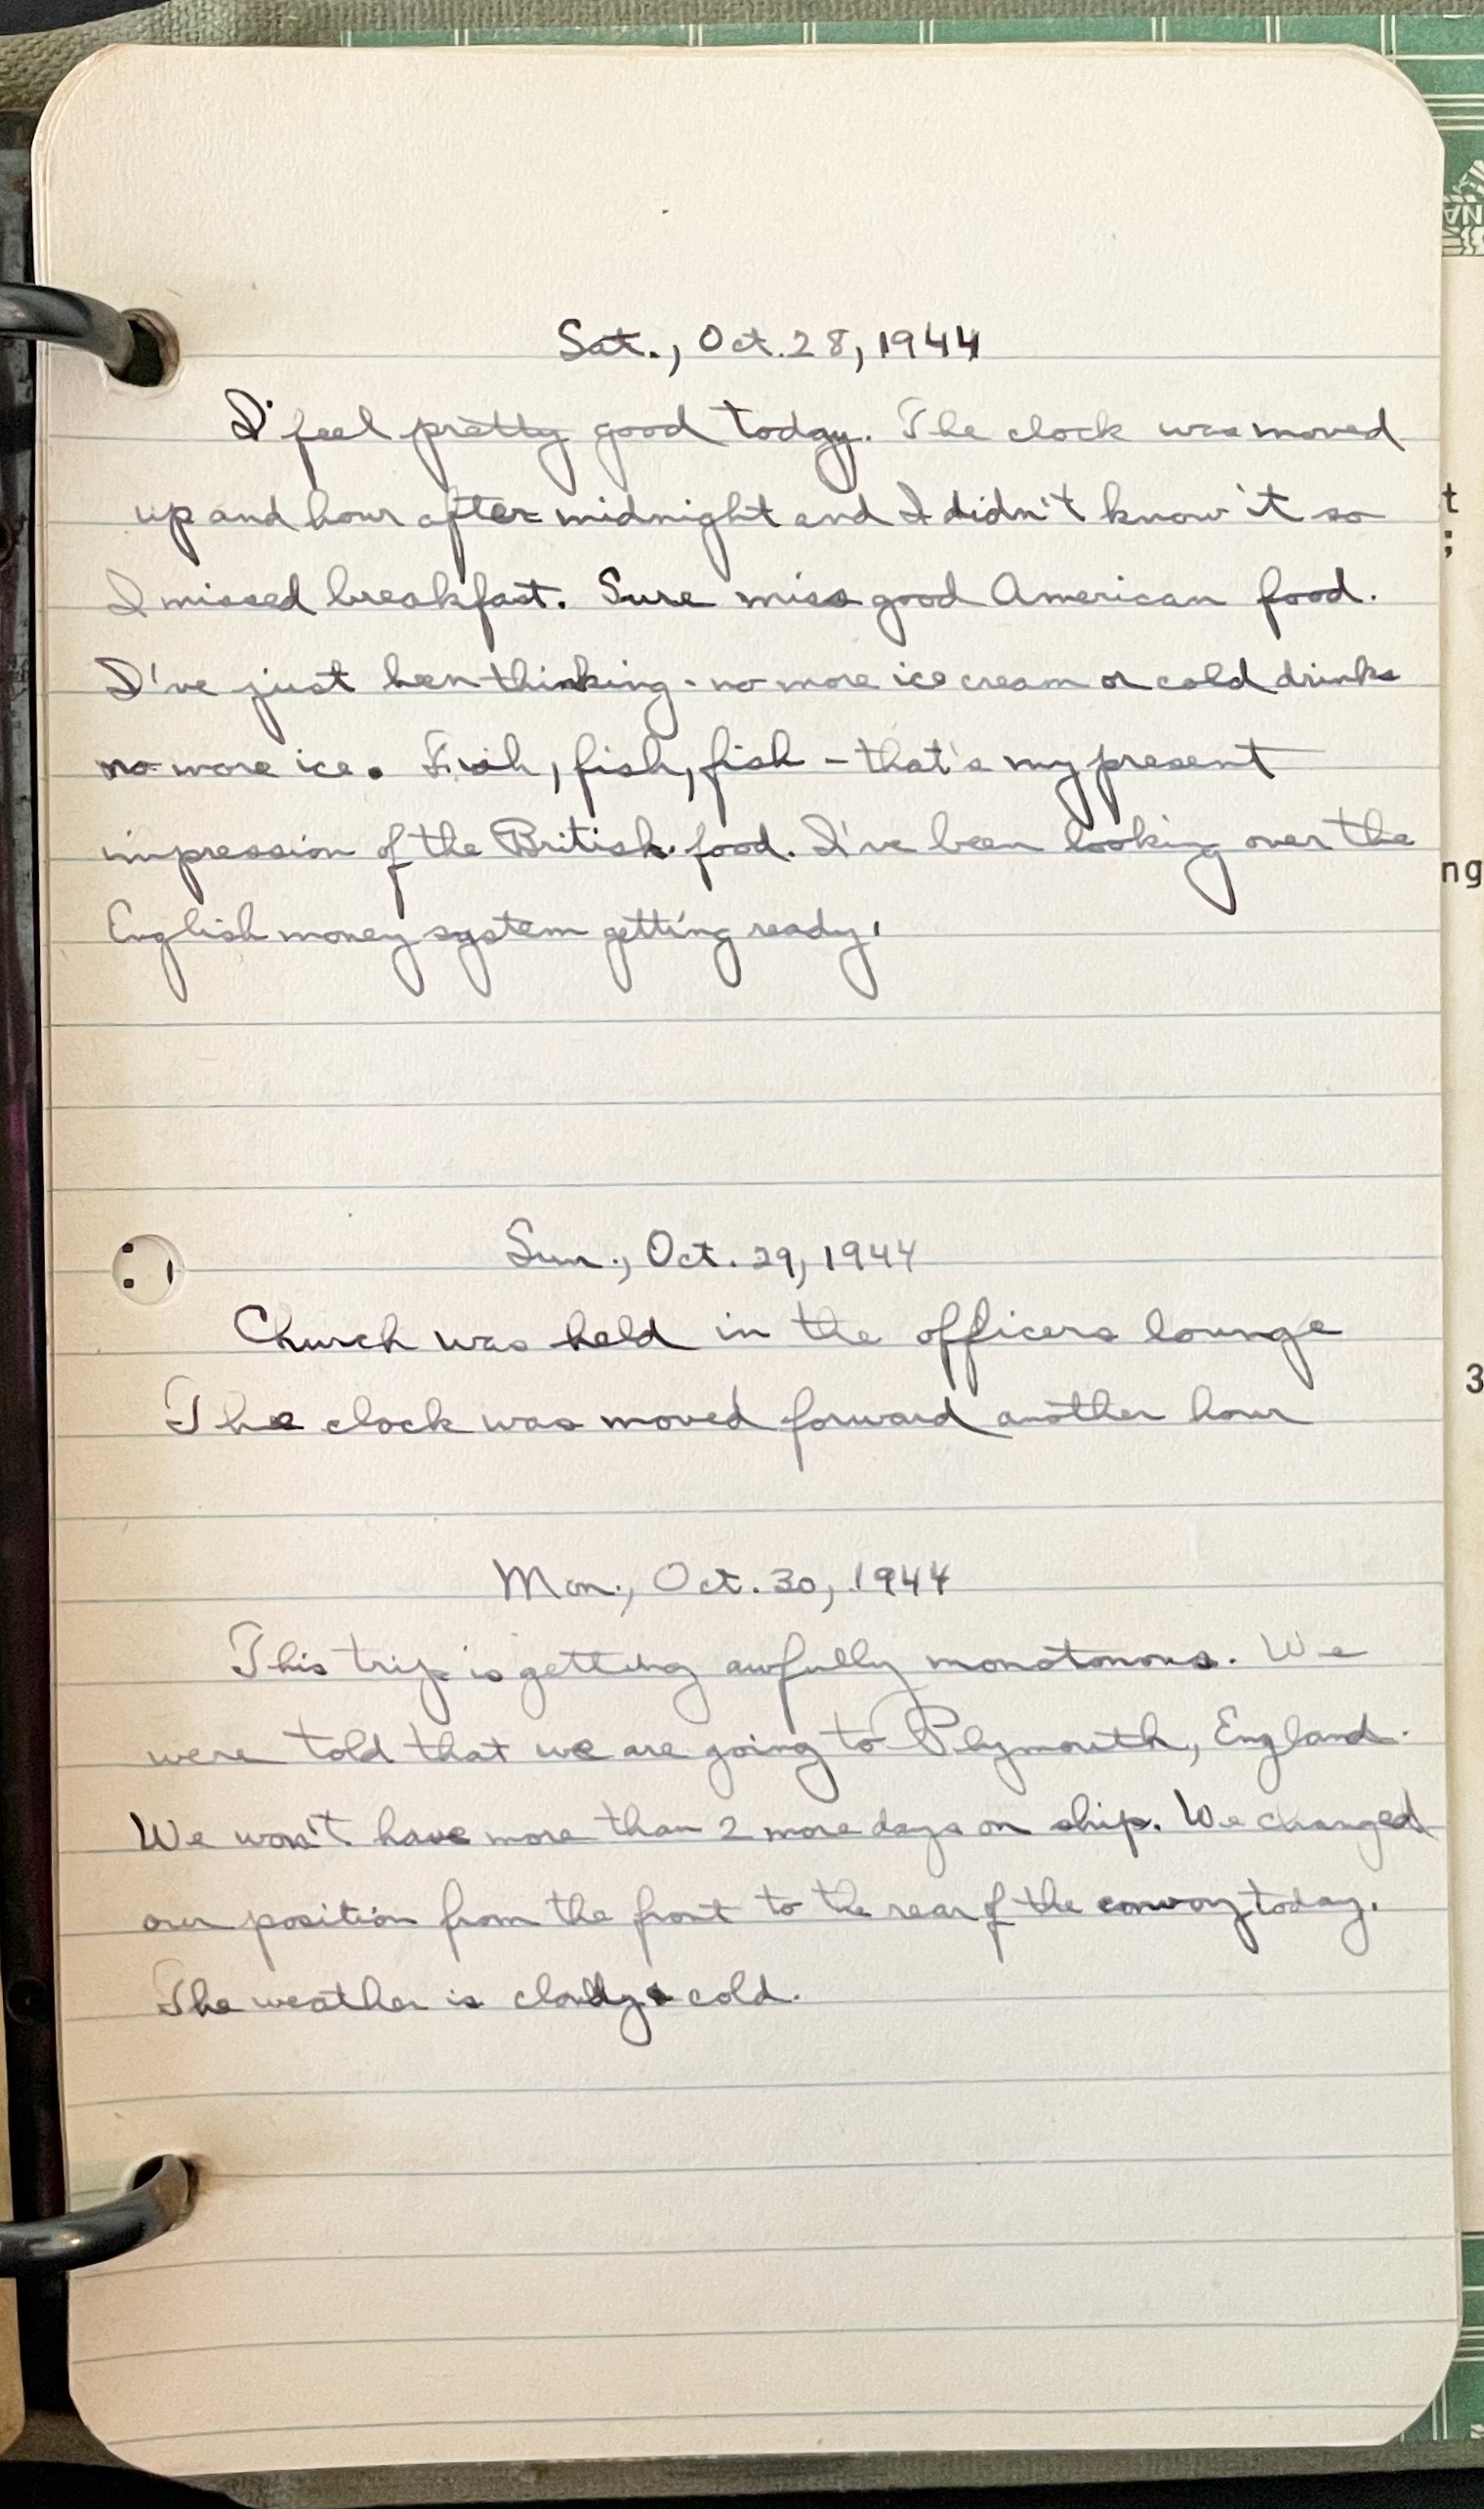 Sat., Oct. 28, 1944
I feel pretty good today. The clock was moved
up and hour after midnight and I didn't know it so
I missed breakfast. Sure miss good American food.
I've just been thinking - no more ice cream or cold drinks
no more ice. Fish, fish, fish - that's my present
impression of the British food. I've been looking over the
English money system getting ready.
Sun., Oct. 29, 1944
Church was held in the officers lounge
The clock was moved forward another hour
Mon., Oct. 30, 1944
This trip is getting awfully monotonous. We
were told that we are going to Plymouth, England.
We won't have more than 2 more days on ship. We changed
our position from the front to the rear of the convoy today.
The weather is cloudy & cold.
t
;
ng
3